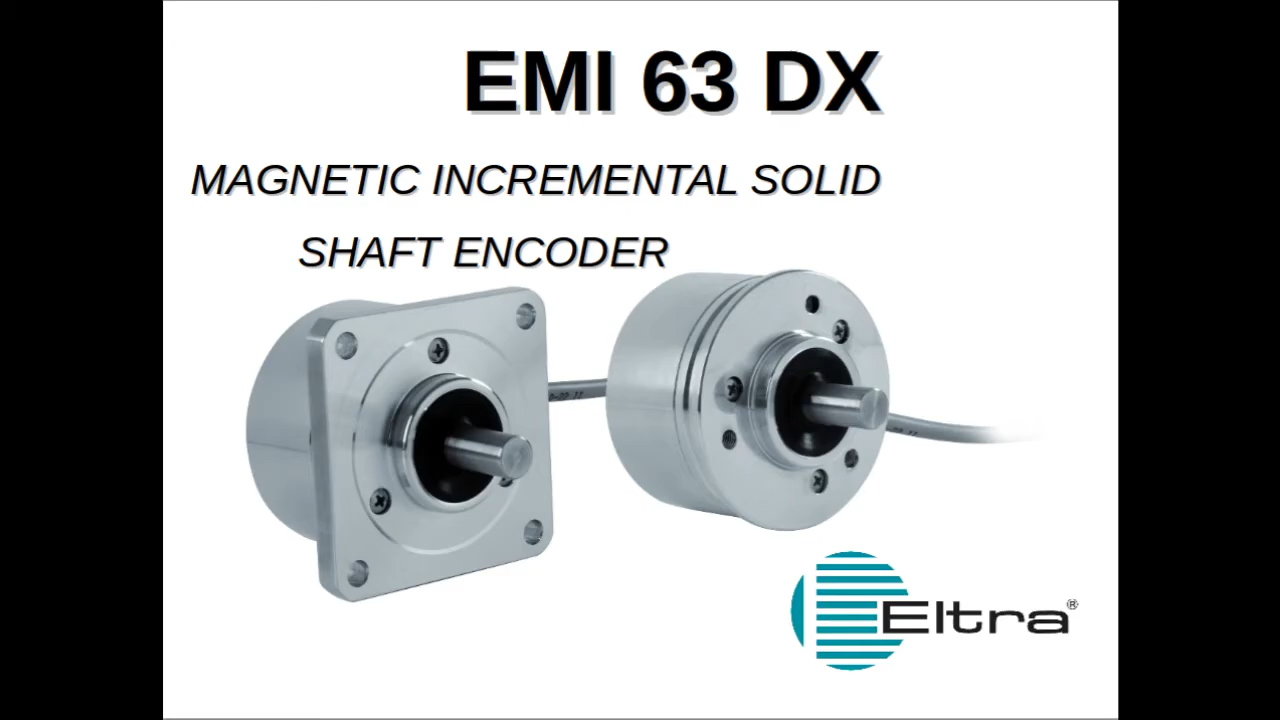 EMI 63 DX
MAGNETIC INCREMENTAL SOLID
SHAFT ENCODER
Eltra®